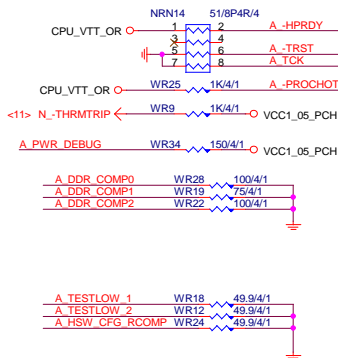 NRN14 51/8P4R/4
CPU_VTT_OR 1 2 A_-HPRDY
3 4
5 6 A_-TRST
7 8 A_TCK
CPU_VTT_OR WR25 1K/4/1 A_-PROCHOT
<11> N_-THRMTRIP WR9 1K/4/1 VCC1_05_PCH
A_PWR_DEBUG WR34 150/4/1 VCC1_05_PCH
A_DDR_COMP0 WR28 100/4/1
A_DDR_COMP1 WR19 75/4/1
A_DDR_COMP2 WR22 100/4/1
A_TESTLOW_1 WR18 49.9/4/1
A_TESTLOW_2 WR12 49.9/4/1
A_HSW_CFG_RCOMP WR24 49.9/4/1